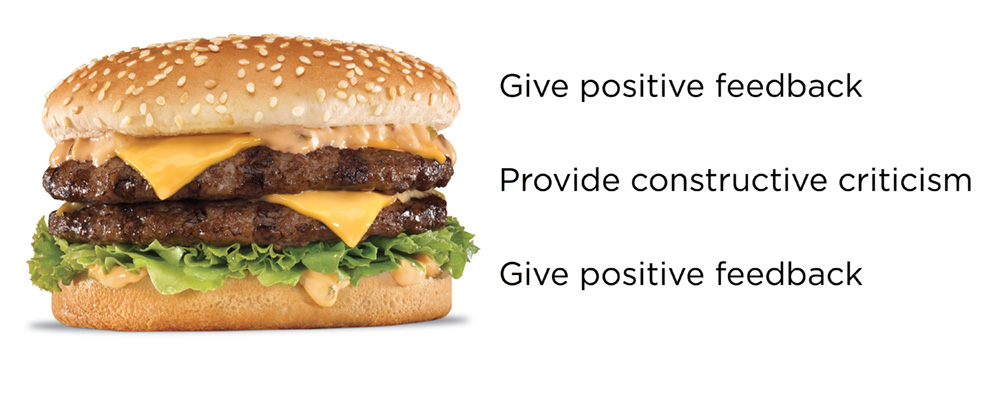 Give positive feedback
Provide constructive criticism
Give positive feedback